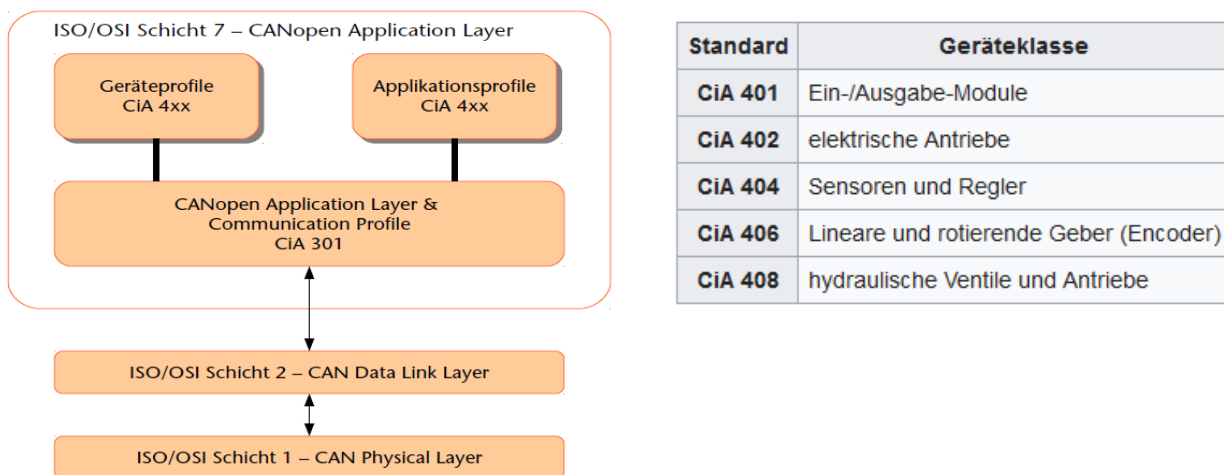 ISO/OSI Schicht 7 – CANopen Application Layer
Geräteprofile
CiA 4xx
Applikationsprofile
CiA 4xx
CANopen Application Layer &
Communication Profile
CiA 301
ISO/OSI Schicht 2 – CAN Data Link Layer
ISO/OSI Schicht 1 – CAN Physical Layer
Standard Geräteklasse
CiA 401 Ein-/Ausgabe-Module
CiA 402 elektrische Antriebe
CiA 404 Sensoren und Regler
CiA 406 Lineare und rotierende Geber (Encoder)
CiA 408 hydraulische Ventile und Antriebe